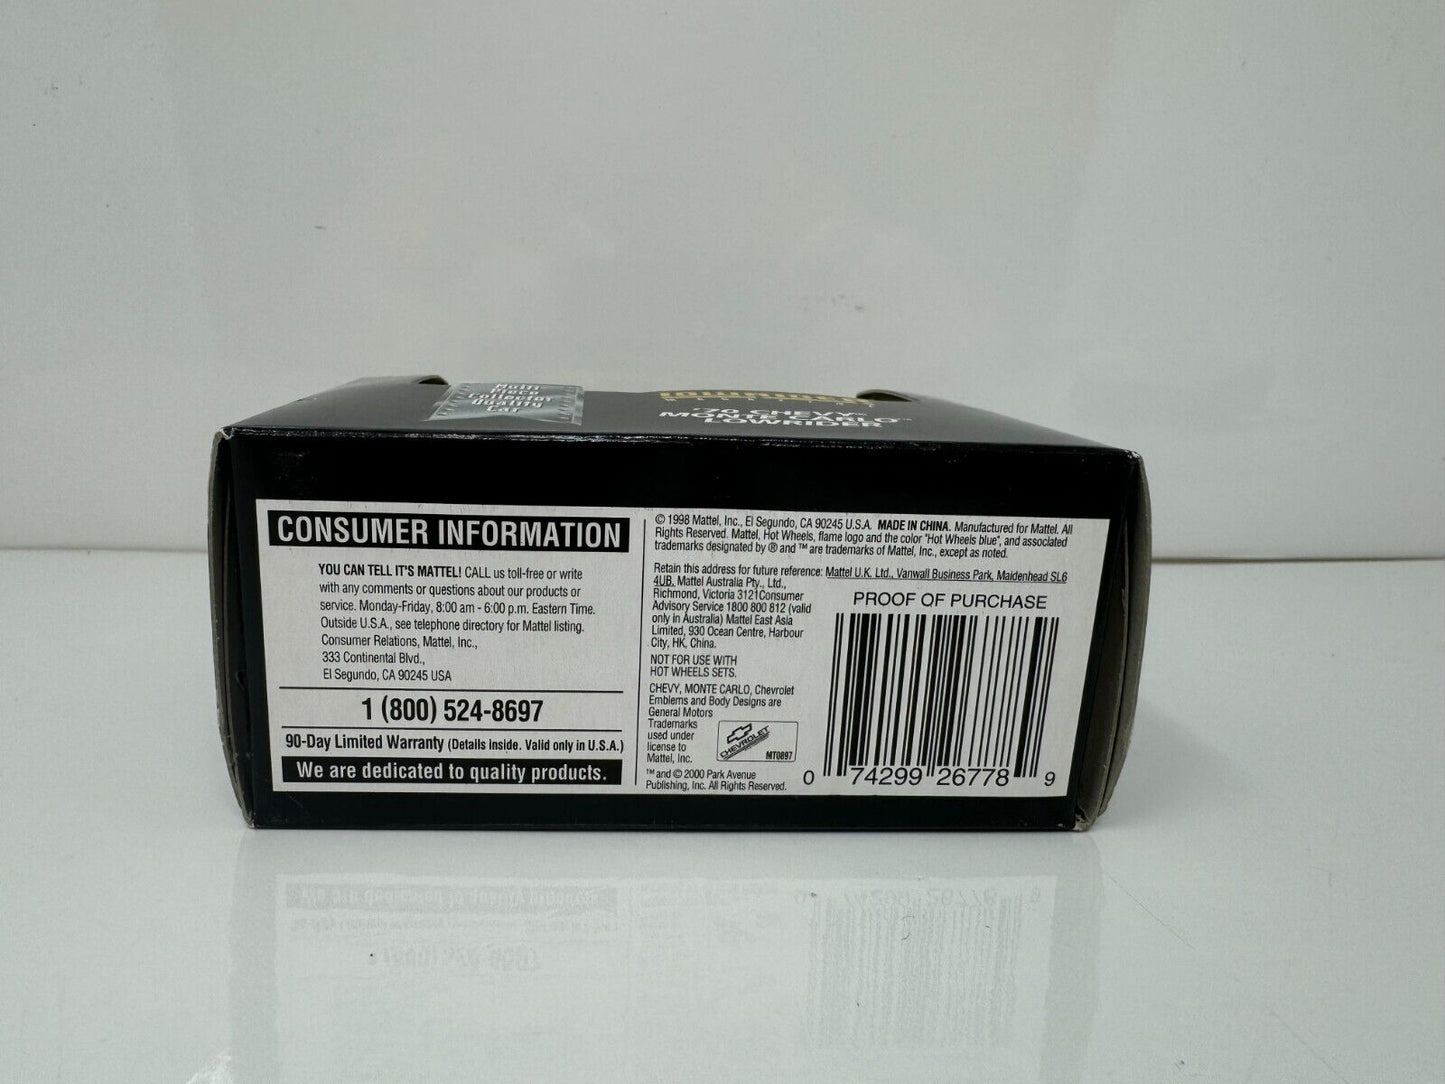 Multi-
Piece
Collector
Quality
Car
LOWRIDER
MAGAZINE
'70 CHEVY™
MONTE CARLO™
LOWRIDER
CONSUMER INFORMATION
YOU CAN TELL IT'S MATTEL! CALL us toll-free or write
with any comments or questions about our products or
service. Monday-Friday, 8:00 am - 6:00 p.m. Eastern Time.
Outside U.S.A., see telephone directory for Mattel listing.
Consumer Relations, Mattel, Inc.,
333 Continental Blvd.,
El Segundo, CA 90245 USA
1 (800) 524-8697
90-Day Limited Warranty (Details Inside. Valid only in U.S.A.)
We are dedicated to quality products.
© 1998 Mattel, Inc., El Segundo, CA 90245 U.S.A. MADE IN CHINA. Manufactured for Mattel. All
Rights Reserved. Mattel, Hot Wheels, flame logo and the color "Hot Wheels blue", and associated
trademarks designated by ® and ™ are trademarks of Mattel, Inc., except as noted.
Retain this address for future reference: Mattel U.K. Ltd., Vanwall Business Park, Maidenhead SL6
4UB. Mattel Australia Pty., Ltd.,
Richmond, Victoria 3121Consumer
Advisory Service 1800 800 812 (valid
only in Australia) Mattel East Asia
Limited, 930 Ocean Centre, Harbour
City, HK, China.
NOT FOR USE WITH
HOT WHEELS SETS.
CHEVY, MONTE CARLO, Chevrolet
Emblems and Body Designs are
General Motors
Trademarks
used under
license to
Mattel, Inc.
CHEVROLET
MT0897
™ and © 2000 Park Avenue
Publishing, Inc. All Rights Reserved.
PROOF OF PURCHASE
0 74299 26778 9